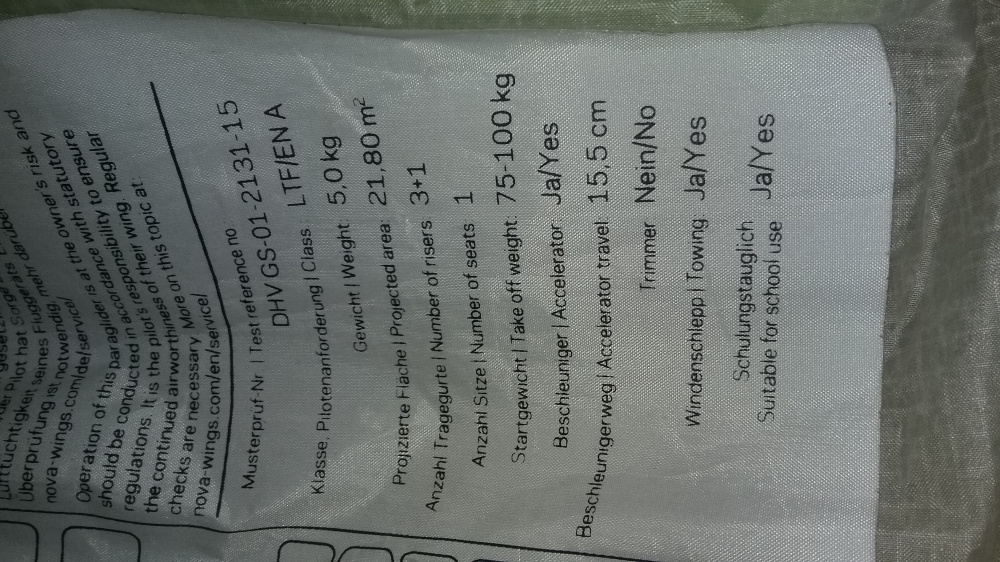 Luftüchtigkeit seines Fluggeräts darüber
Überprüfung ist notwendig.
nova-wings.com/de/service/
Operation of this paraglider is at the owner's risk and
should be conducted in accordance with statutory
regulations. It is the pilot's responsibility to ensure
the continued airworthiness of their wing. Regular
checks are necessary. More on this topic at:
nova-wings.com/en/service/
Musterprüf-Nr. | Test reference no
DHV GS-01-2131-15
Klasse, Pilotenanforderung | Class: LTF/EN A
Gewicht | Weight: 5,0 kg
Projizierte Fläche | Projected area: 21,80 m²
Anzahl Tragegurte | Number of risers 3+1
Anzahl Sitze | Number of seats: 1
Startgewicht | Take off weight: 75-100 kg
Beschleuniger | Accelerator: Ja/Yes
Beschleunigerweg | Accelerator travel: 15,5 cm
Trimmer Nein/No
Windenschlepp | Towing Ja/Yes
Schulungstauglich
Suitable for school use Ja/Yes